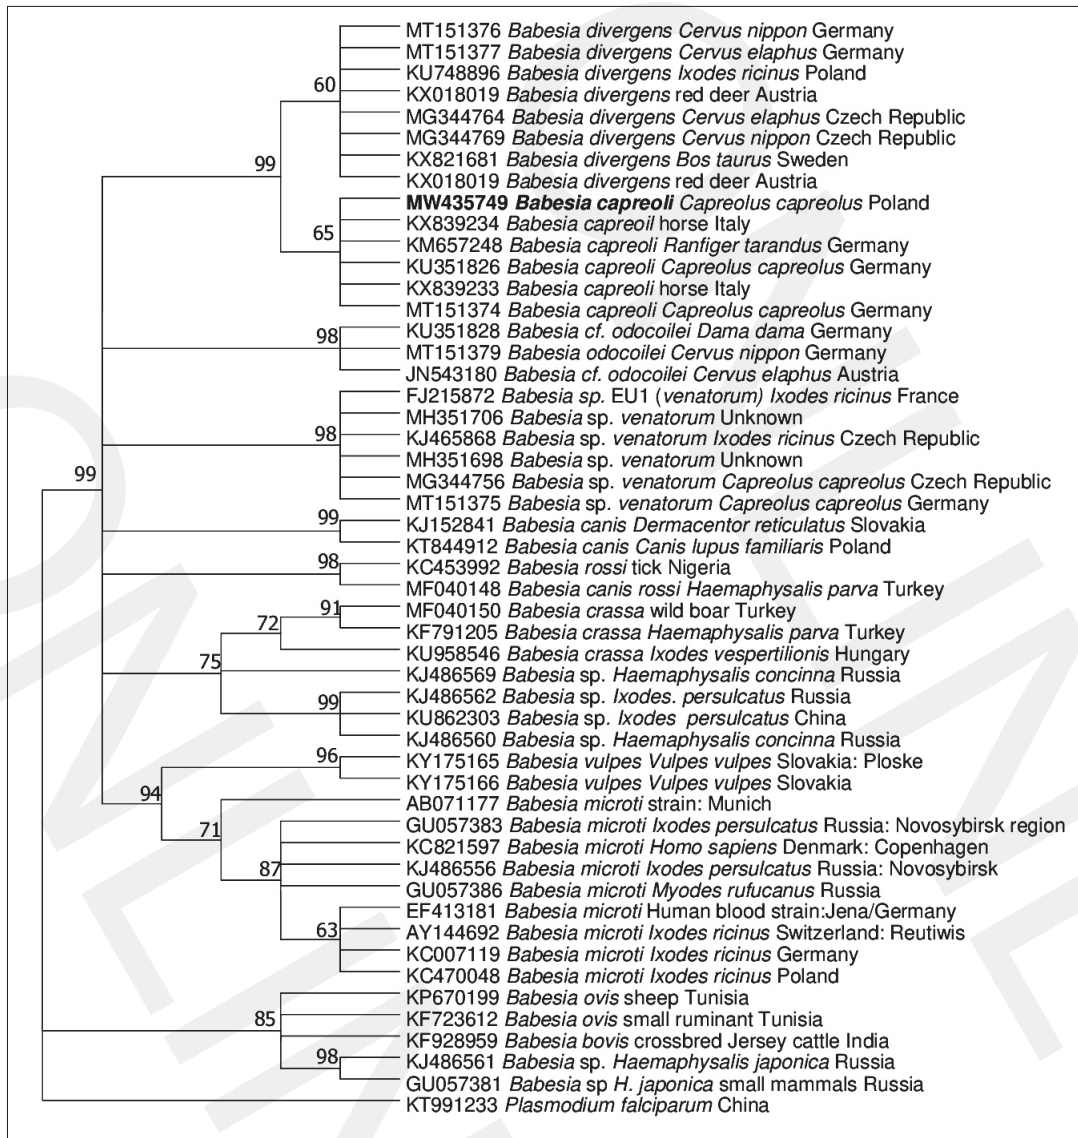 MT151376 Babesia divergens Cervus nippon Germany
MT151377 Babesia divergens Cervus elaphus Germany
KU748896 Babesia divergens Ixodes ricinus Poland
60
KX018019 Babesia divergens red deer Austria
MG344764 Babesia divergens Cervus elaphus Czech Republic
MG344769 Babesia divergens Cervus nippon Czech Republic
KX821681 Babesia divergens Bos taurus Sweden
99
KX018019 Babesia divergens red deer Austria
MW435749 Babesia capreoli Capreolus capreolus Poland
KX839234 Babesia capreoil horse Italy
65
KM657248 Babesia capreoli Ranfiger tarandus Germany
KU351826 Babesia capreoli Capreolus capreolus Germany
KX839233 Babesia capreoli horse Italy
MT151374 Babesia capreoli Capreolus capreolus Germany
KU351828 Babesia cf. odocoilei Dama dama Germany
98
MT151379 Babesia odocoilei Cervus nippon Germany
JN543180 Babesia cf. odocoilei Cervus elaphus Austria
FJ215872 Babesia sp. EU1 (venatorum) Ixodes ricinus France
MH351706 Babesia sp. venatorum Unknown
98
KJ465868 Babesia sp. venatorum Ixodes ricinus Czech Republic
MH351698 Babesia sp. venatorum Unknown
99
MG344756 Babesia sp. venatorum Capreolus capreolus Czech Republic
MT151375 Babesia sp. venatorum Capreolus capreolus Germany
99
KJ152841 Babesia canis Dermacentor reticulatus Slovakia
KT844912 Babesia canis Canis lupus familiaris Poland
98
KC453992 Babesia rossi tick Nigeria
MF040148 Babesia canis rossi Haemaphysalis parva Turkey
91
MF040150 Babesia crassa wild boar Turkey
72
KF791205 Babesia crassa Haemaphysalis parva Turkey
KU958546 Babesia crassa Ixodes vespertilionis Hungary
75
KJ486569 Babesia sp. Haemaphysalis concinna Russia
KJ486562 Babesia sp. Ixodes. persulcatus Russia
99
KU862303 Babesia sp. Ixodes persulcatus China
KJ486560 Babesia sp. Haemaphysalis concinna Russia
96
KY175165 Babesia vulpes Vulpes vulpes Slovakia: Ploske
KY175166 Babesia vulpes Vulpes vulpes Slovakia
94
AB071177 Babesia microti strain: Munich
71
GU057383 Babesia microti Ixodes persulcatus Russia: Novosybirsk region
KC821597 Babesia microti Homo sapiens Denmark: Copenhagen
87
KJ486556 Babesia microti Ixodes persulcatus Russia: Novosybirsk
GU057386 Babesia microti Myodes rufucanus Russia
EF413181 Babesia microti Human blood strain:Jena/Germany
63
AY144692 Babesia microti Ixodes ricinus Switzerland: Reutiwis
KC007119 Babesia microti Ixodes ricinus Germany
KC470048 Babesia microti Ixodes ricinus Poland
KP670199 Babesia ovis sheep Tunisia
85
KF723612 Babesia ovis small ruminant Tunisia
KF928959 Babesia bovis crossbred Jersey cattle India
98
KJ486561 Babesia sp. Haemaphysalis japonica Russia
GU057381 Babesia sp H. japonica small mammals Russia
KT991233 Plasmodium falciparum China